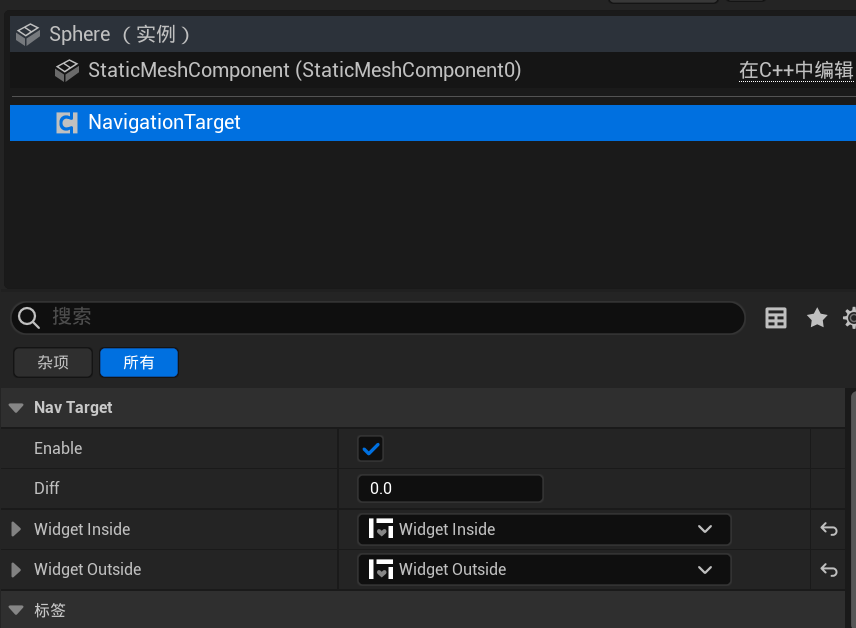 Sphere （实例）
StaticMeshComponent (StaticMeshComponent0) 在C++中编辑
NavigationTarget
搜索
杂项 所有
Nav Target
Enable
Diff 0.0
Widget Inside Widget Inside
Widget Outside Widget Outside
标签